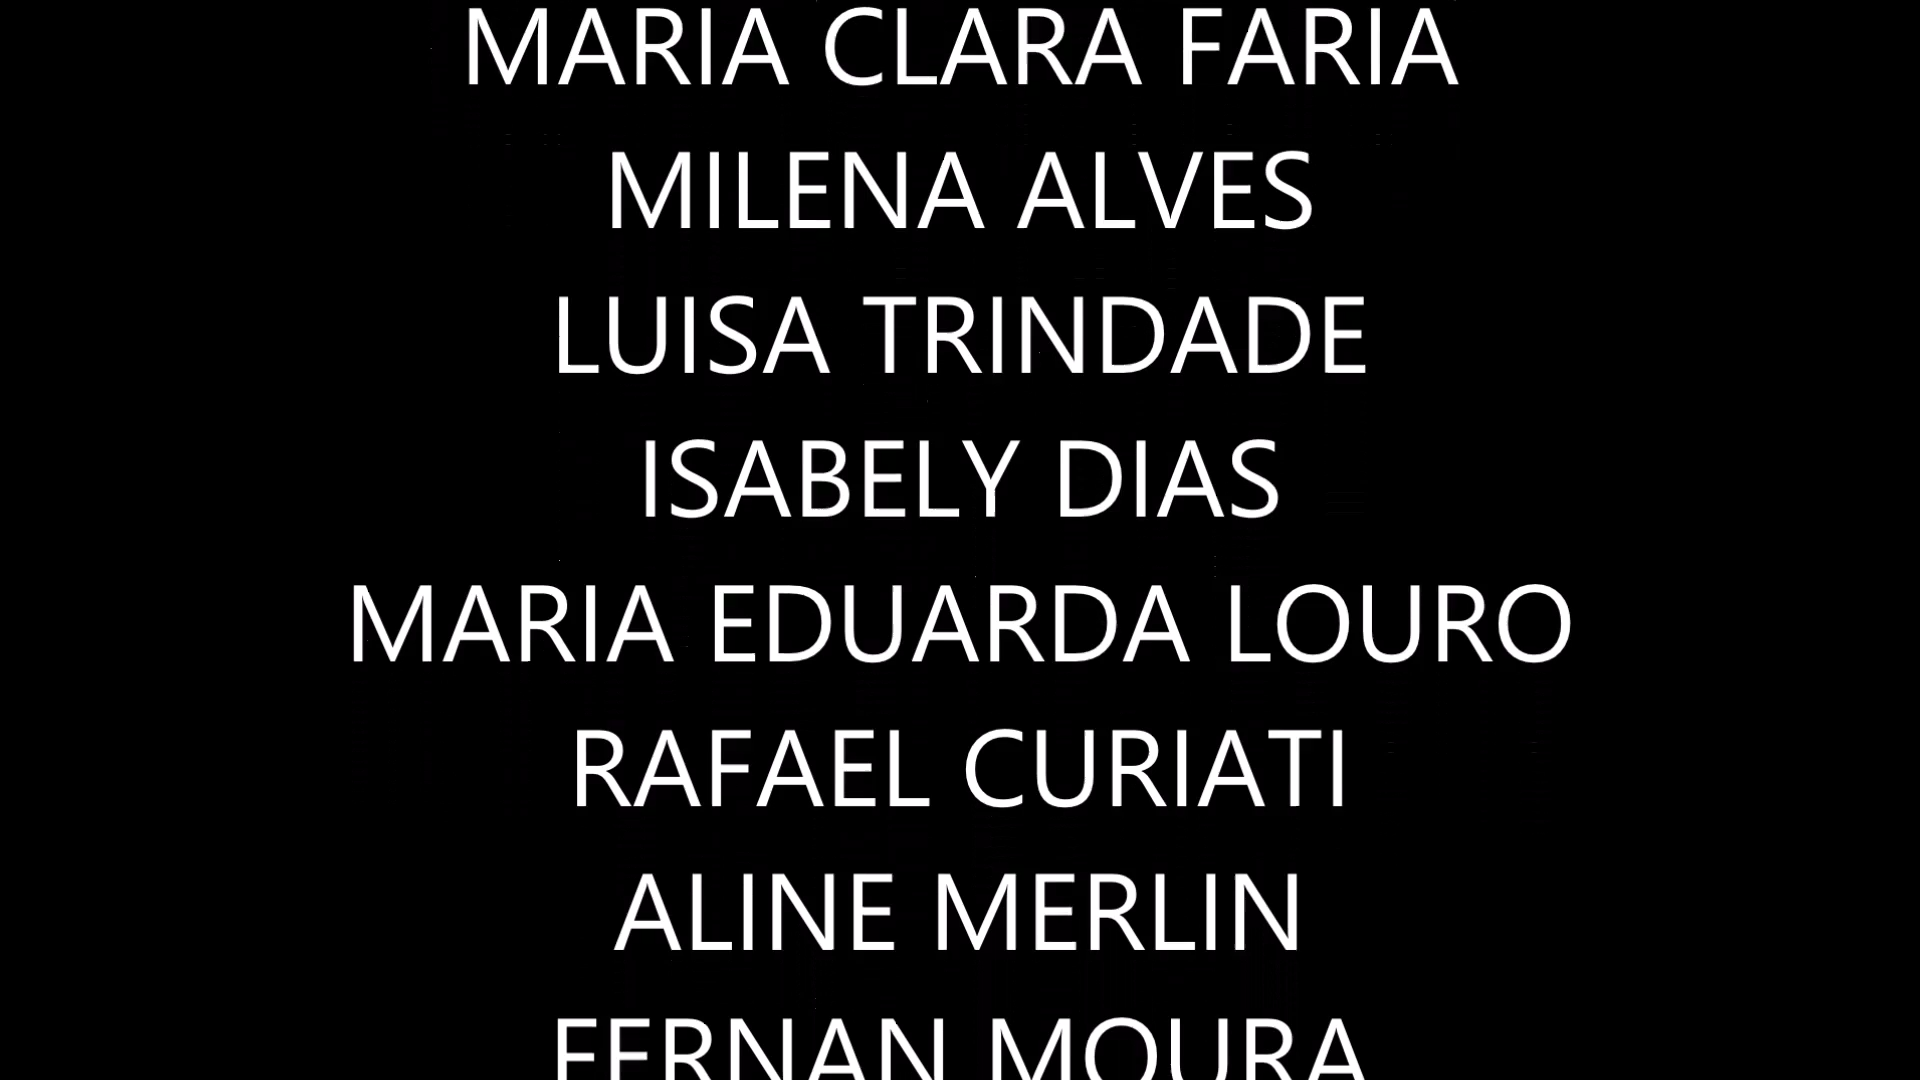 MARIA CLARA FARIA
MILENA ALVES
LUISA TRINDADE
ISABELY DIAS
MARIA EDUARDA LOURO
RAFAEL CURIATI
ALINE MERLIN
FERNAN MOURA